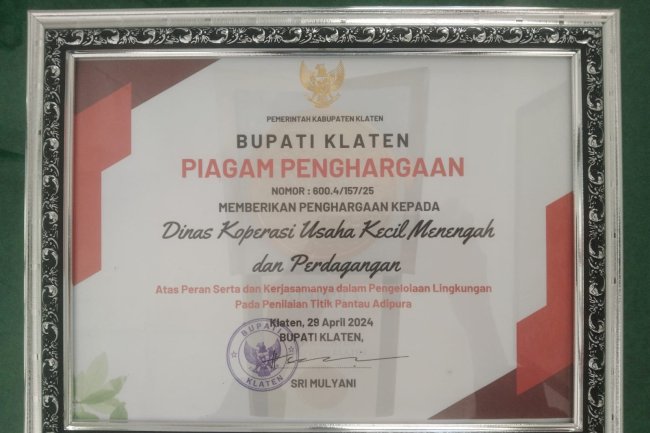 PEMERINTAH KABUPATEN KLATEN
BUPATI KLATEN
PIAGAM PENGHARGAAN
NOMOR : 600.4/157/25
MEMBERIKAN PENGHARGAAN KEPADA
Dinas Koperasi Usaha Kecil Menengah
dan Perdagangan
Atas Peran Serta dan Kerjasamanya dalam Pengelolaan Lingkungan
Pada Penilaian Titik Pantau Adipura
Klaten, 29 April 2024
BUPATI KLATEN,
BUPATI
KLATEN
SRI MULYANI